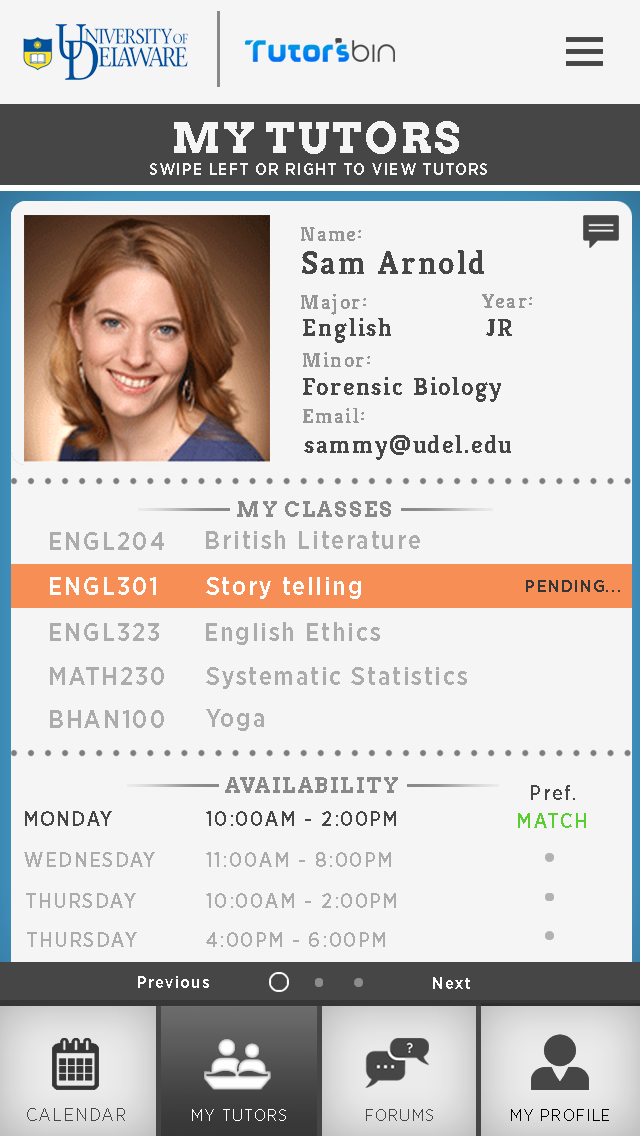 UNIVERSITY OF DELAWARE
Tutorsbin
MY TUTORS
SWIPE LEFT OR RIGHT TO VIEW TUTORS
Name:
Sam Arnold
Major: Year:
English JR
Minor:
Forensic Biology
Email:
sammy@udel.edu
MY CLASSES
ENGL204 British Literature
ENGL301 Story telling PENDING...
ENGL323 English Ethics
MATH230 Systematic Statistics
BHAN100 Yoga
AVAILABILITY
Pref.
MONDAY 10:00AM - 2:00PM MATCH
WEDNESDAY 11:00AM - 8:00PM
THURSDAY 10:00AM - 2:00PM
THURSDAY 4:00PM - 6:00PM
Previous Next
CALENDAR MY TUTORS FORUMS MY PROFILE